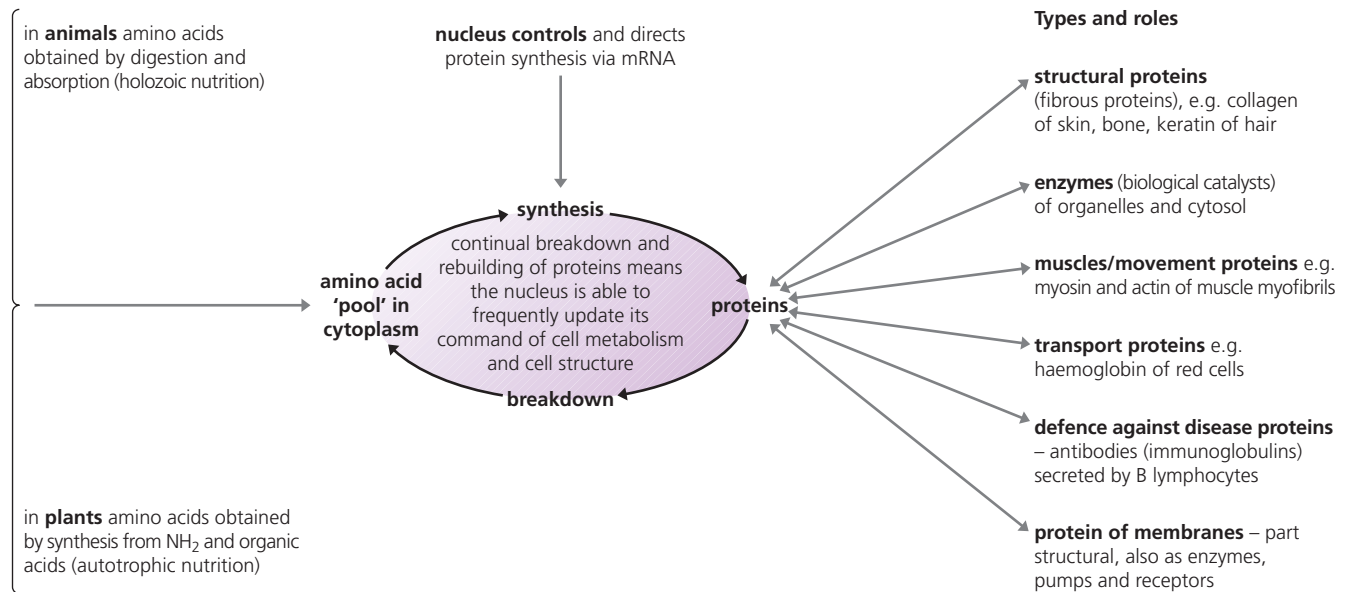 in animals amino acids
obtained by digestion and
absorption (holozoic nutrition)
nucleus controls and directs
protein synthesis via mRNA
synthesis
continual breakdown and
rebuilding of proteins means
the nucleus is able to
frequently update its
command of cell metabolism
and cell structure
amino acid
‘pool’ in
cytoplasm
proteins
breakdown
in plants amino acids obtained
by synthesis from NH₂ and organic
acids (autotrophic nutrition)
Types and roles
structural proteins
(fibrous proteins), e.g. collagen
of skin, bone, keratin of hair
enzymes (biological catalysts)
of organelles and cytosol
muscles/movement proteins e.g.
myosin and actin of muscle myofibrils
transport proteins e.g.
haemoglobin of red cells
defence against disease proteins
– antibodies (immunoglobulins)
secreted by B lymphocytes
protein of membranes – part
structural, also as enzymes,
pumps and receptors